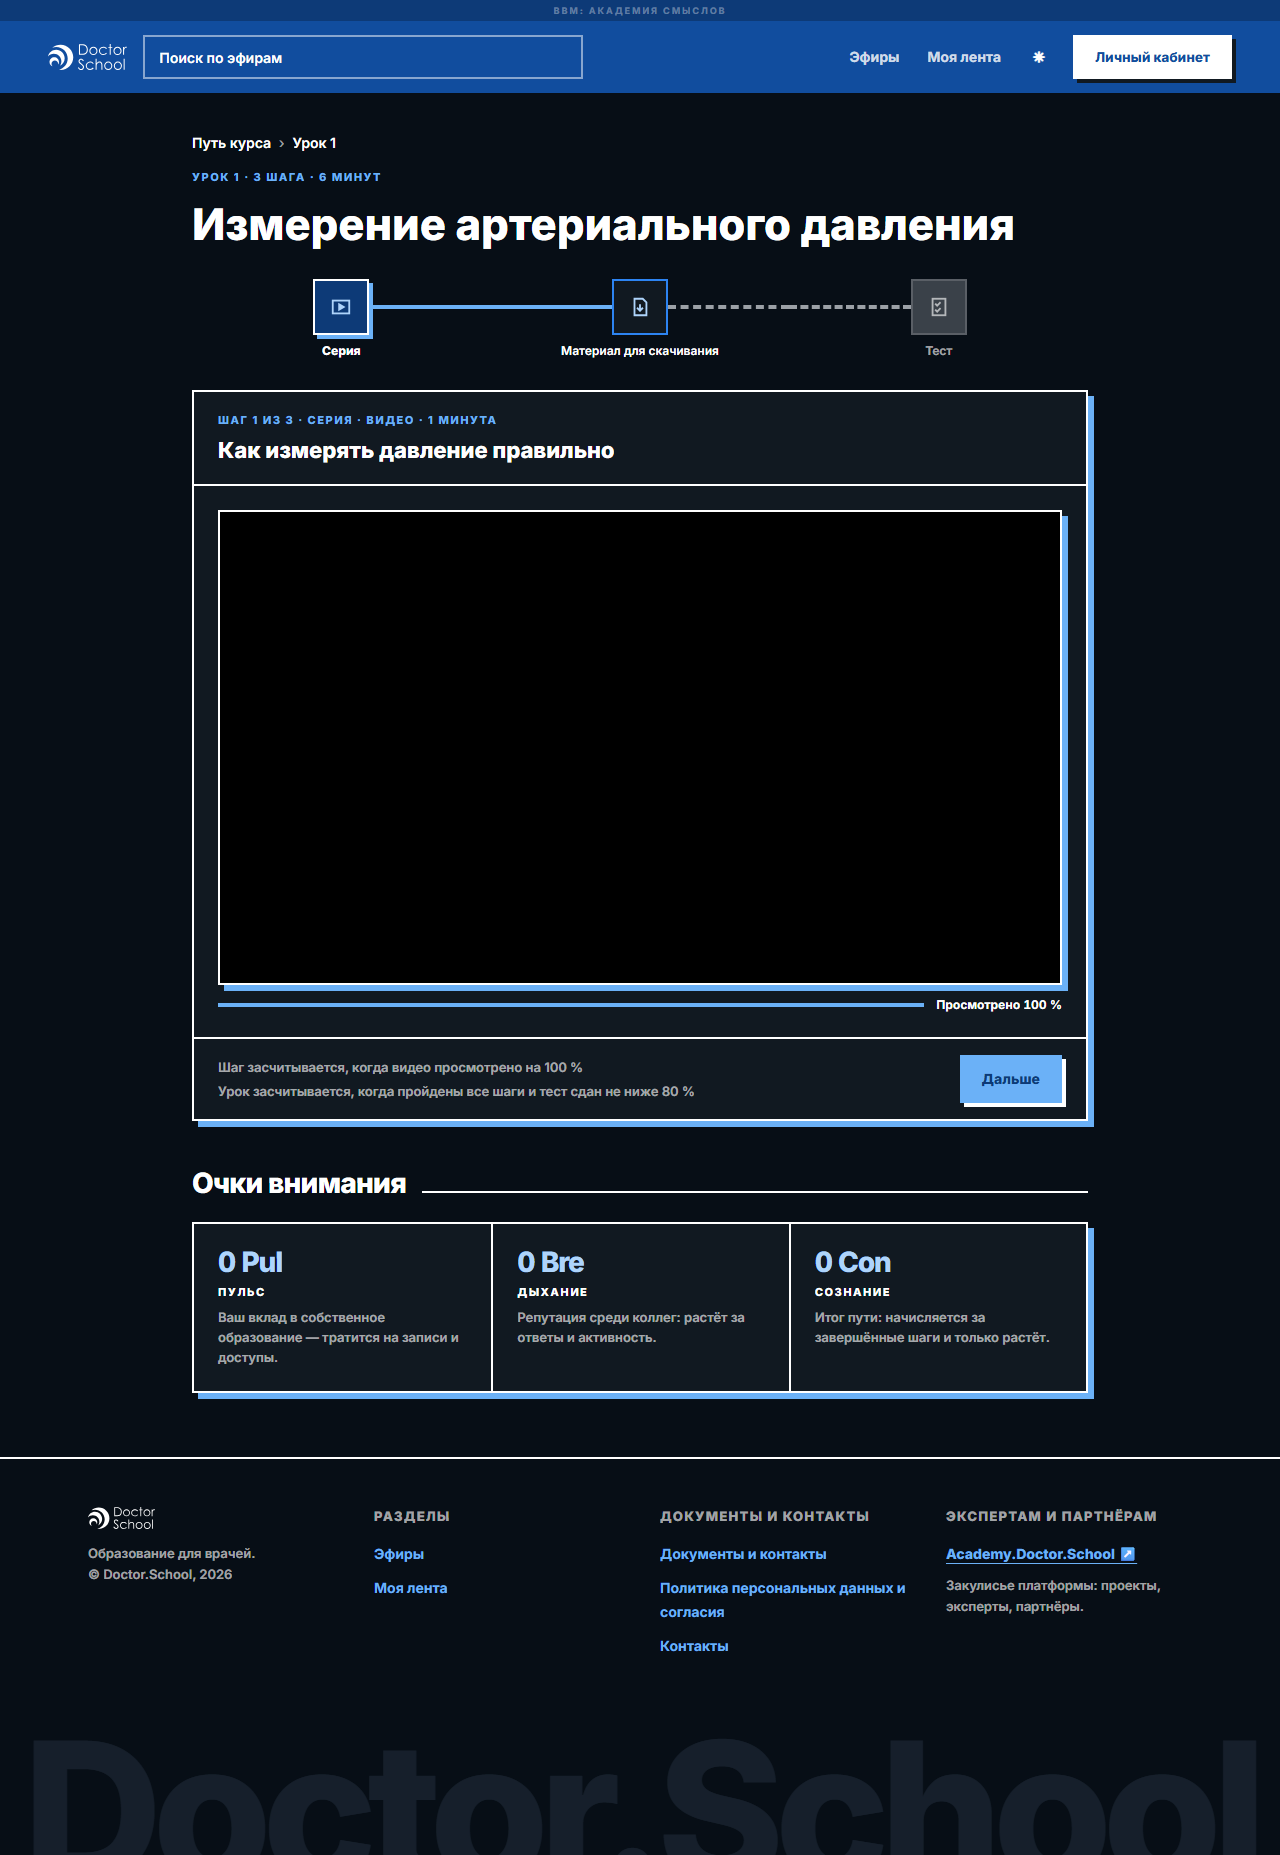 ВВМ: АКАДЕМИЯ СМЫСЛОВ
Doctor School
Поиск по эфирам
Эфиры
Моя лента
Личный кабинет
Путь курса › Урок 1
УРОК 1 · 3 ШАГА · 6 МИНУТ
Измерение артериального давления
Серия
Материал для скачивания
Тест
ШАГ 1 ИЗ 3 · СЕРИЯ · ВИДЕО · 1 МИНУТА
Как измерять давление правильно
Просмотрено 100 %
Шаг засчитывается, когда видео просмотрено на 100 %
Урок засчитывается, когда пройдены все шаги и тест сдан не ниже 80 %
Дальше
Очки внимания
0 Pul
ПУЛЬС
Ваш вклад в собственное
образование — тратится на записи и
доступы.
0 Bre
ДЫХАНИЕ
Репутация среди коллег: растёт за
ответы и активность.
0 Con
СОЗНАНИЕ
Итог пути: начисляется за
завершённые шаги и только растёт.
Doctor School
Образование для врачей.
© Doctor.School, 2026
РАЗДЕЛЫ
Эфиры
Моя лента
ДОКУМЕНТЫ И КОНТАКТЫ
Документы и контакты
Политика персональных данных и
согласия
Контакты
ЭКСПЕРТАМ И ПАРТНЁРАМ
Academy.Doctor.School ↗
Закулисье платформы: проекты,
эксперты, партнёры.
Doctor.School